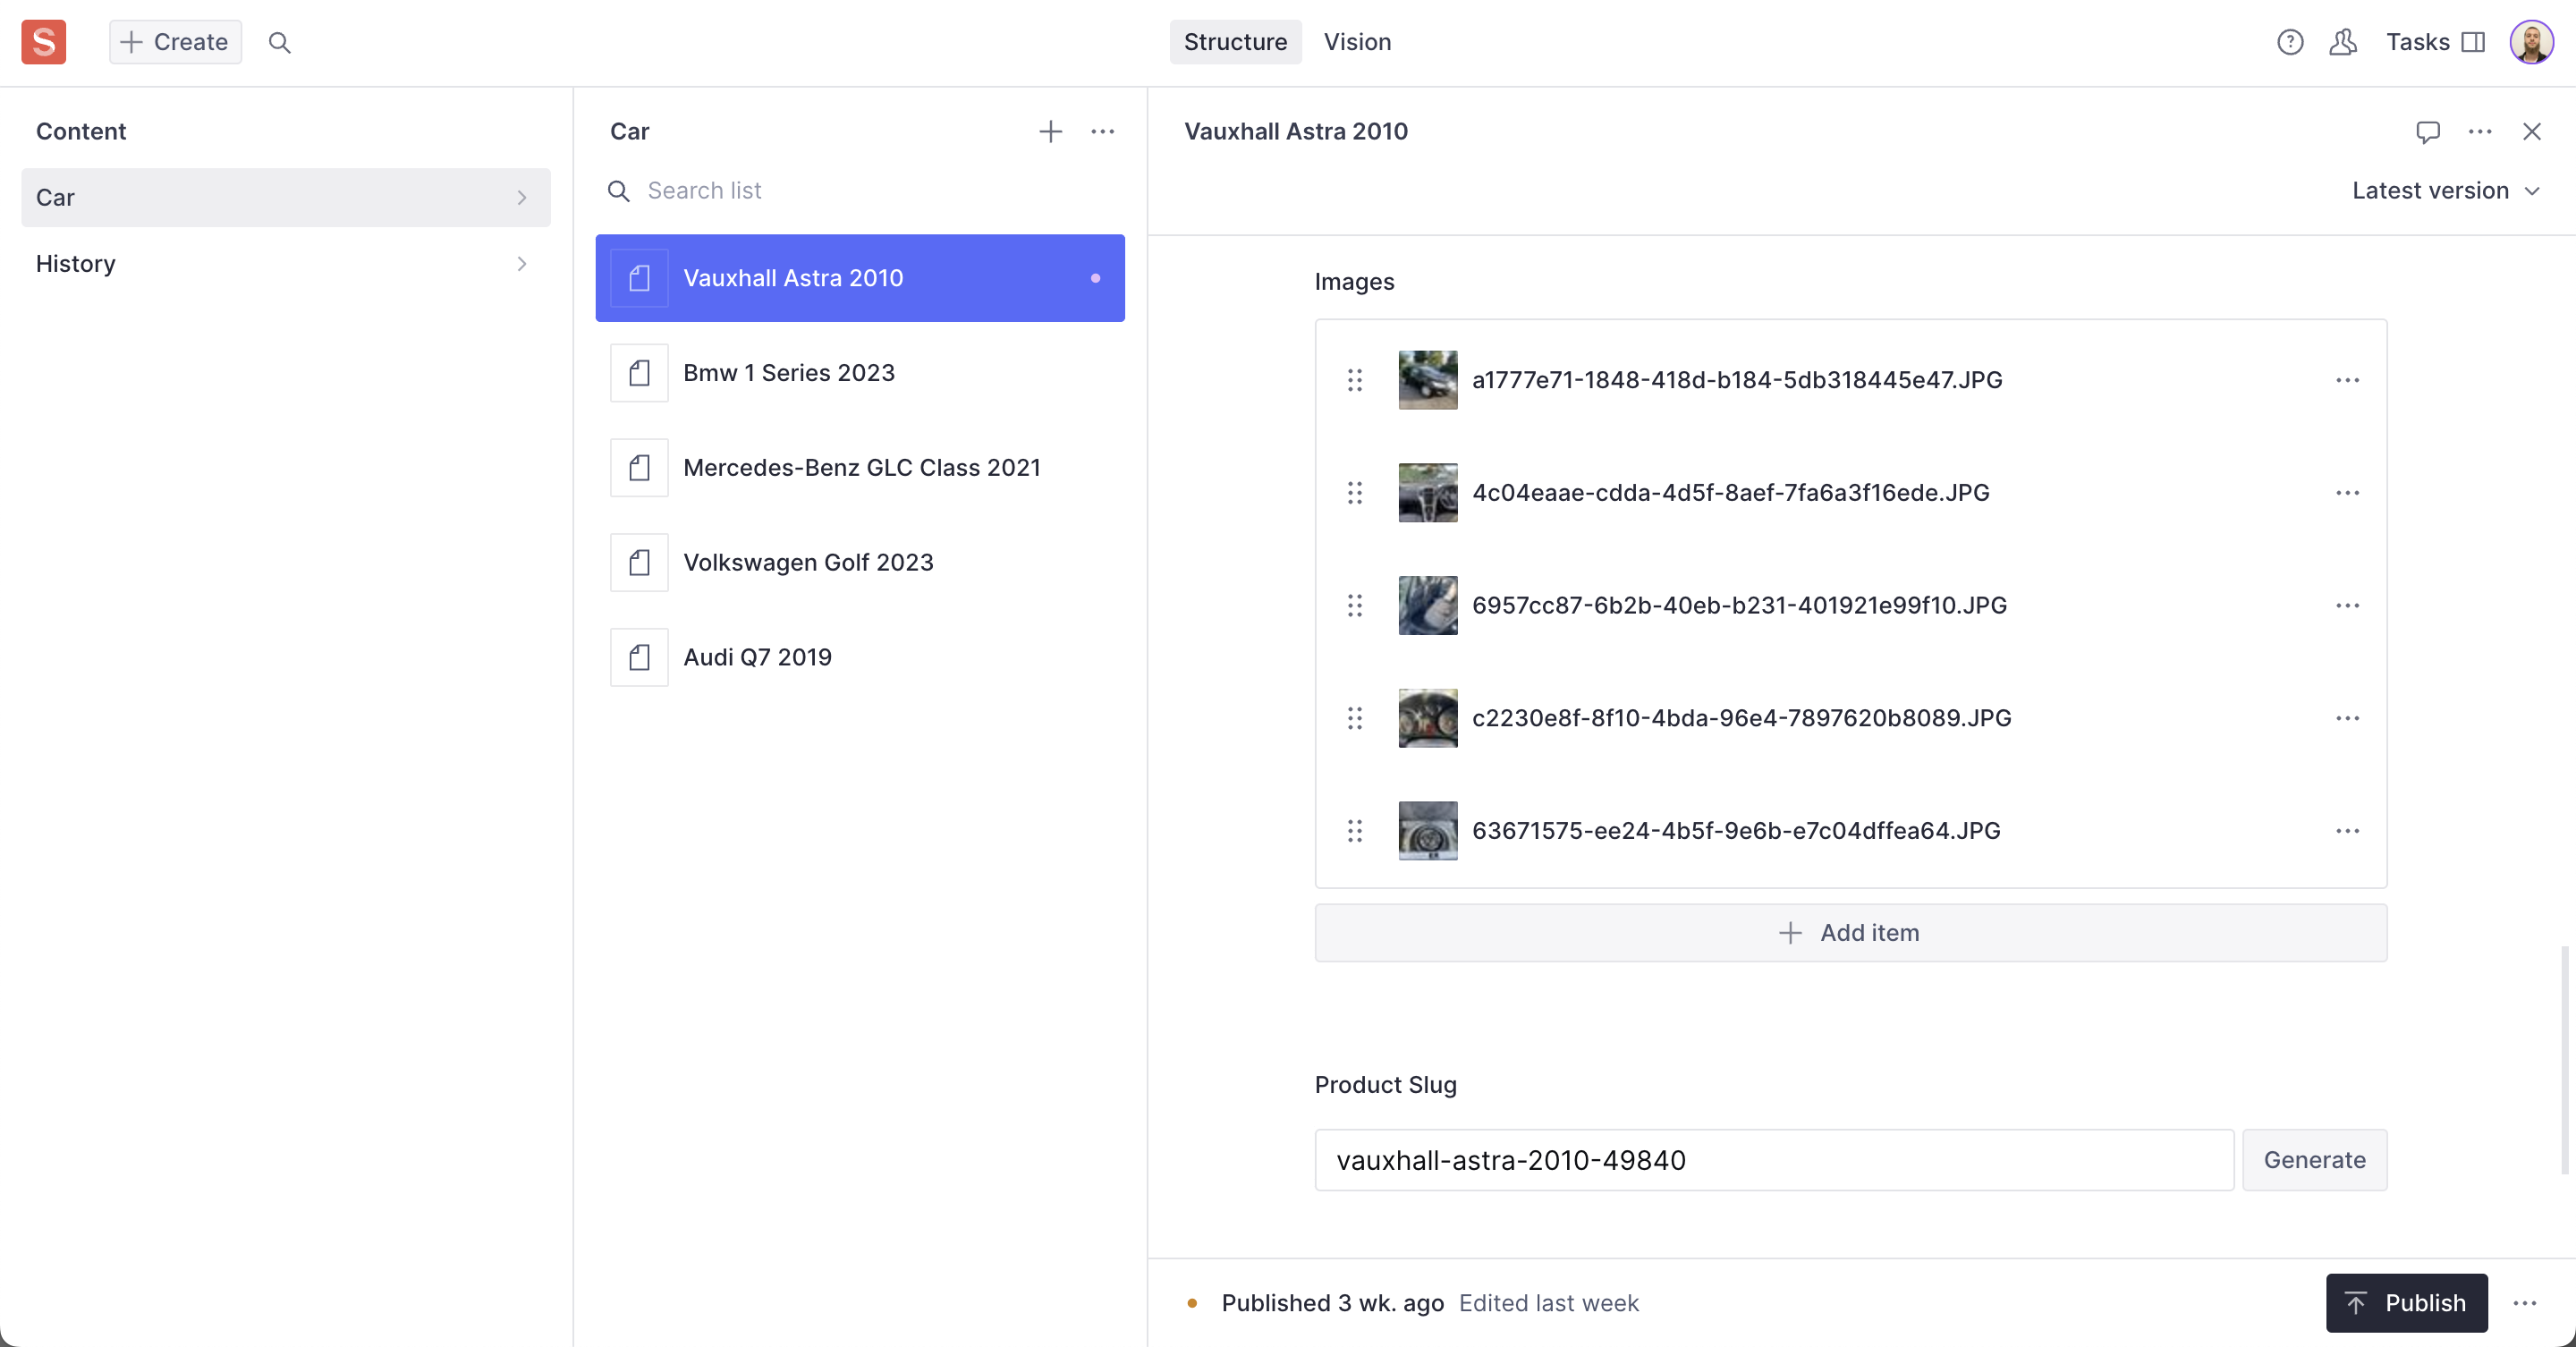 S
Create
Structure
Vision
Tasks
Content
Car
History
Car
Search list
Vauxhall Astra 2010
Bmw 1 Series 2023
Mercedes-Benz GLC Class 2021
Volkswagen Golf 2023
Audi Q7 2019
Vauxhall Astra 2010
Latest version
Images
a1777e71-1848-418d-b184-5db318445e47.JPG
4c04eaae-cdda-4d5f-8aef-7fa6a3f16ede.JPG
6957cc87-6b2b-40eb-b231-401921e99f10.JPG
c2230e8f-8f10-4bda-96e4-7897620b8089.JPG
63671575-ee24-4b5f-9e6b-e7c04dffea64.JPG
Add item
Product Slug
vauxhall-astra-2010-49840
Generate
Published 3 wk. ago Edited last week
Publish